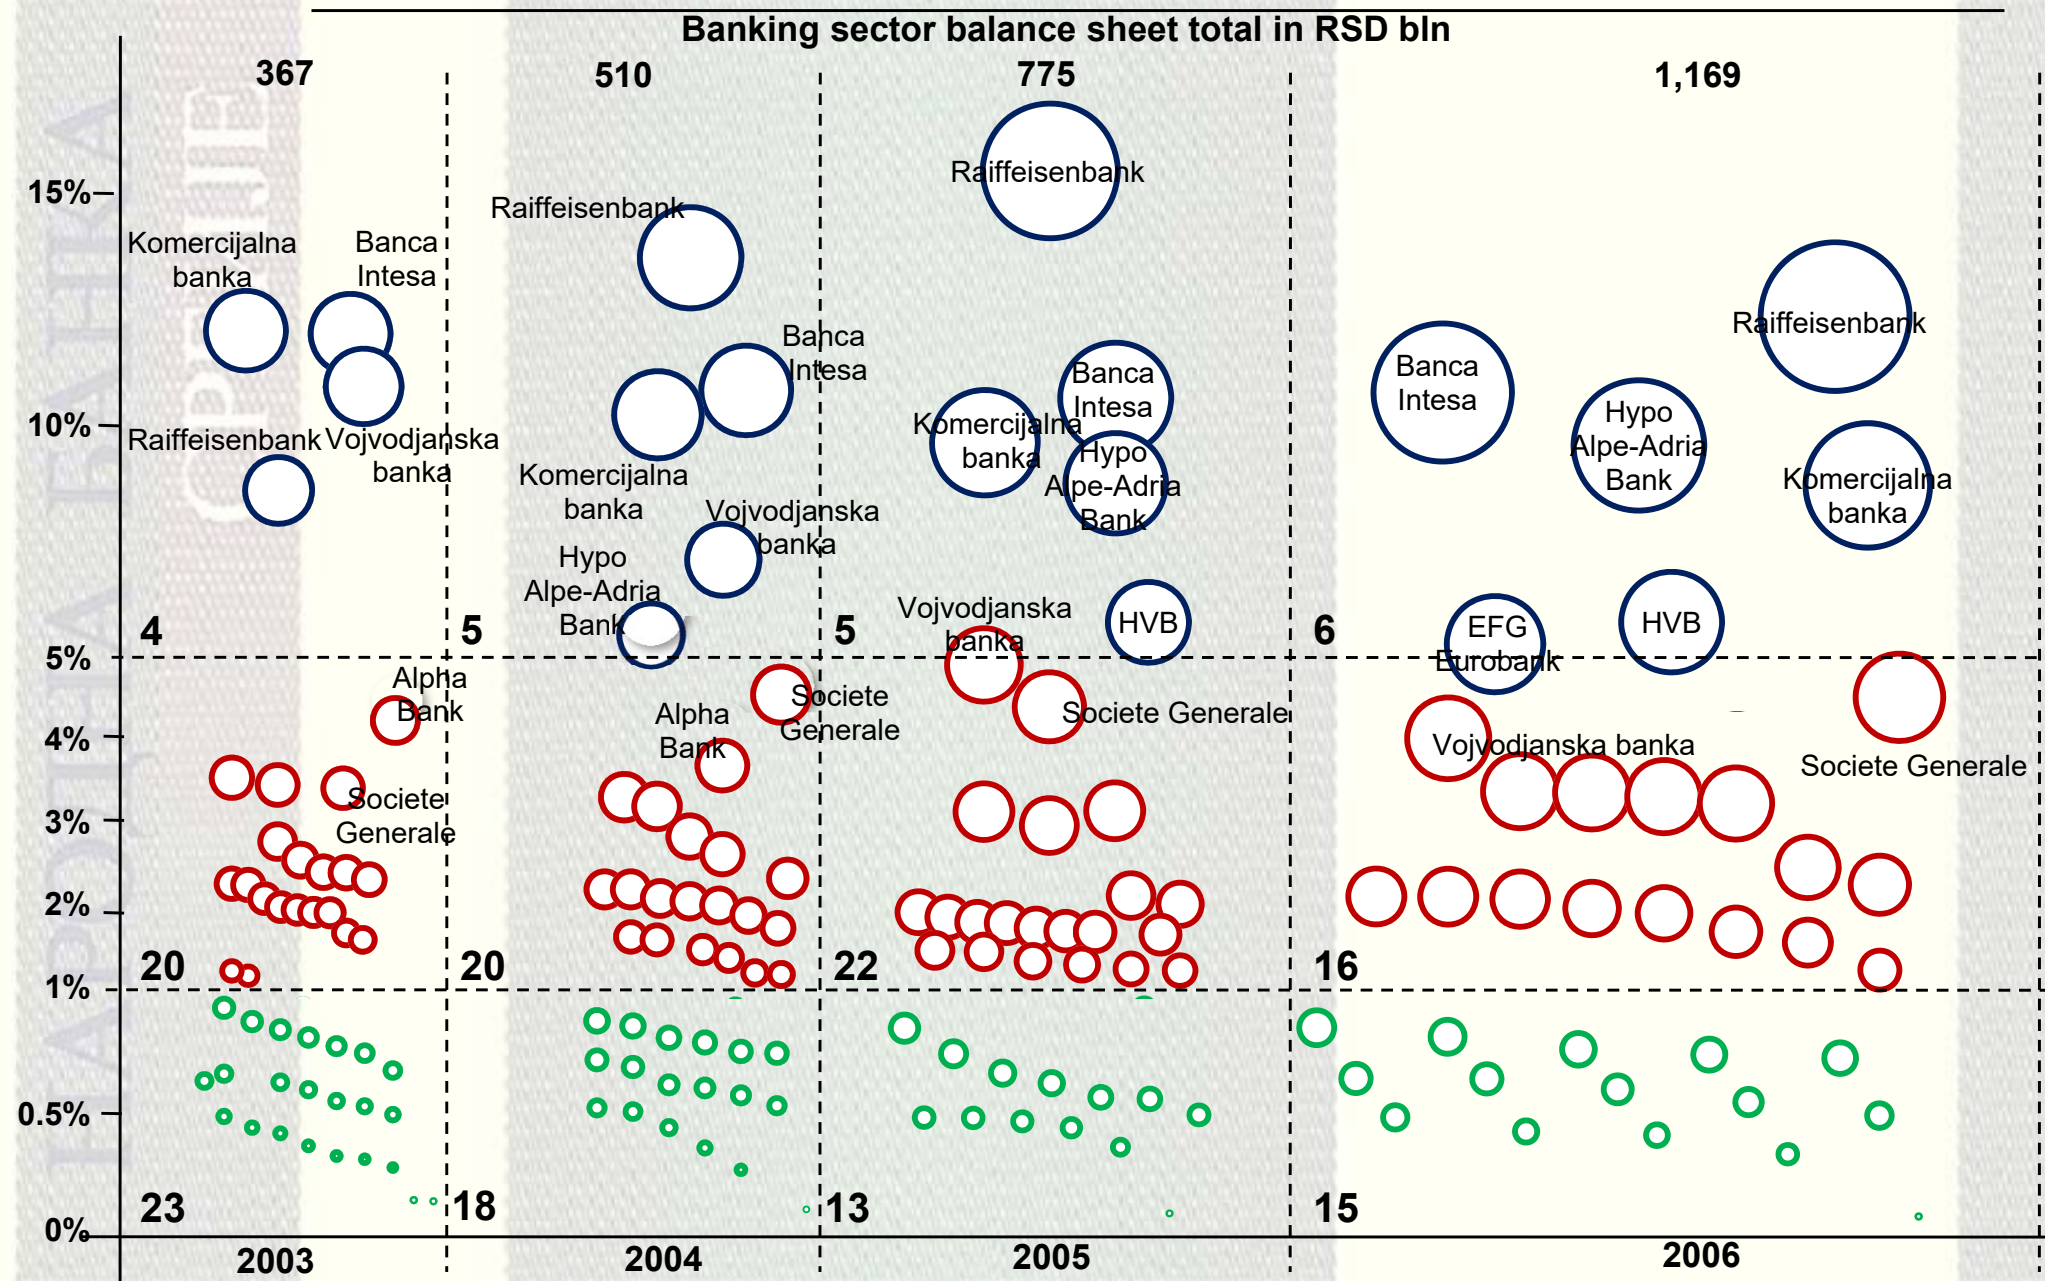 Banking sector balance sheet total in RSD bln
367
510
775
1,169
15%
10%
5%
4%
3%
2%
1%
0.5%
0%
Komercijalna
banka
Banca
Intesa
Raiffeisenbank
Vojvodjanska
banka
4
Alpha
Bank
Societe
Generale
20
23
2003
Raiffeisenbank
Banca
Intesa
Komercijalna
banka
Vojvodjanska
banka
Hypo
Alpe-Adria
Bank
5
Societe
Generale
Alpha
Bank
20
18
2004
Raiffeisenbank
Banca
Intesa
Komercijalna
banka
Hypo
Alpe-Adria
Bank
HVB
Vojvodjanska
banka
5
Societe Generale
22
13
2005
Raiffeisenbank
Banca
Intesa
Hypo
Alpe-Adria
Bank
Komercijalna
banka
EFG
Eurobank
HVB
6
Vojvodjanska banka
Societe Generale
16
15
2006